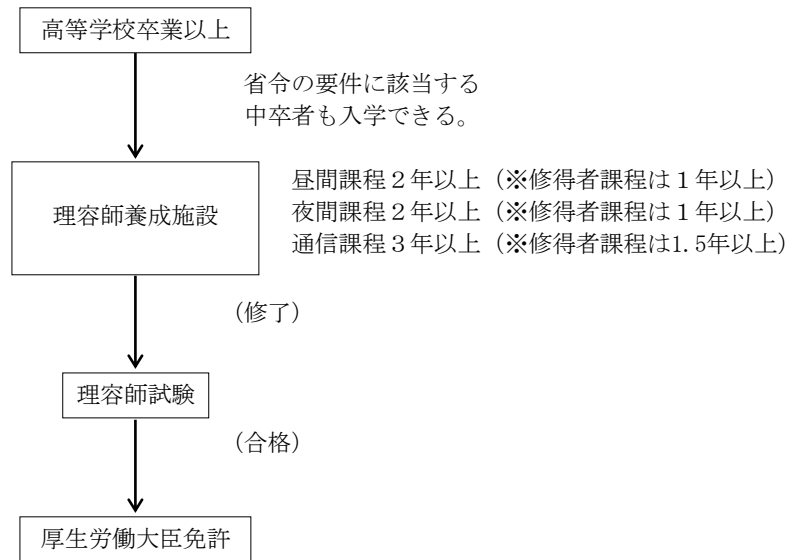 高等学校卒業以上
省令の要件に該当する
中卒者も入学できる。
理容師養成施設
昼間課程２年以上（※修得者課程は１年以上）
夜間課程２年以上（※修得者課程は１年以上）
通信課程３年以上（※修得者課程は1.5年以上）
（修了）
理容師試験
（合格）
厚生労働大臣免許